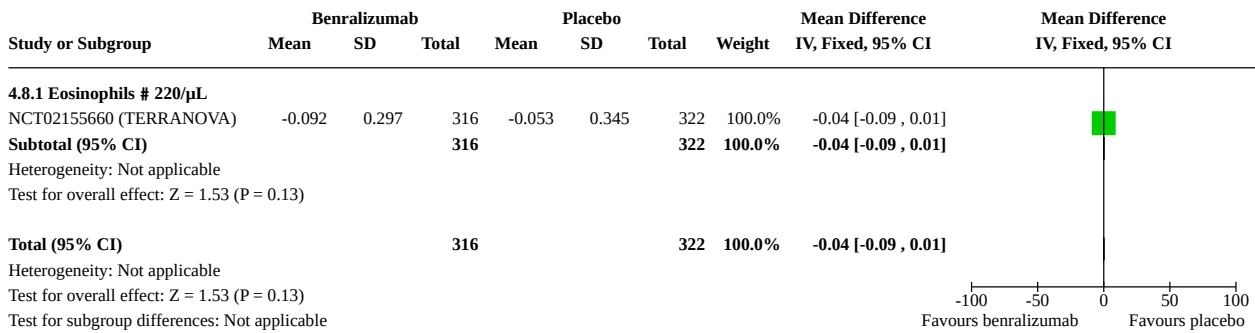 Benralizumab Placebo Mean Difference Mean Difference
Study or Subgroup Mean SD Total Mean SD Total Weight IV, Fixed, 95% CI IV, Fixed, 95% CI
4.8.1 Eosinophils # 220/µL
NCT02155660 (TERRANOVA) -0.092 0.297 316 -0.053 0.345 322 100.0% -0.04 [-0.09 , 0.01]
Subtotal (95% CI) 316 322 100.0% -0.04 [-0.09 , 0.01]
Heterogeneity: Not applicable
Test for overall effect: Z = 1.53 (P = 0.13)
Total (95% CI) 316 322 100.0% -0.04 [-0.09 , 0.01]
Heterogeneity: Not applicable
Test for overall effect: Z = 1.53 (P = 0.13) -100 -50 0 50 100
Test for subgroup differences: Not applicable Favours benralizumab Favours placebo